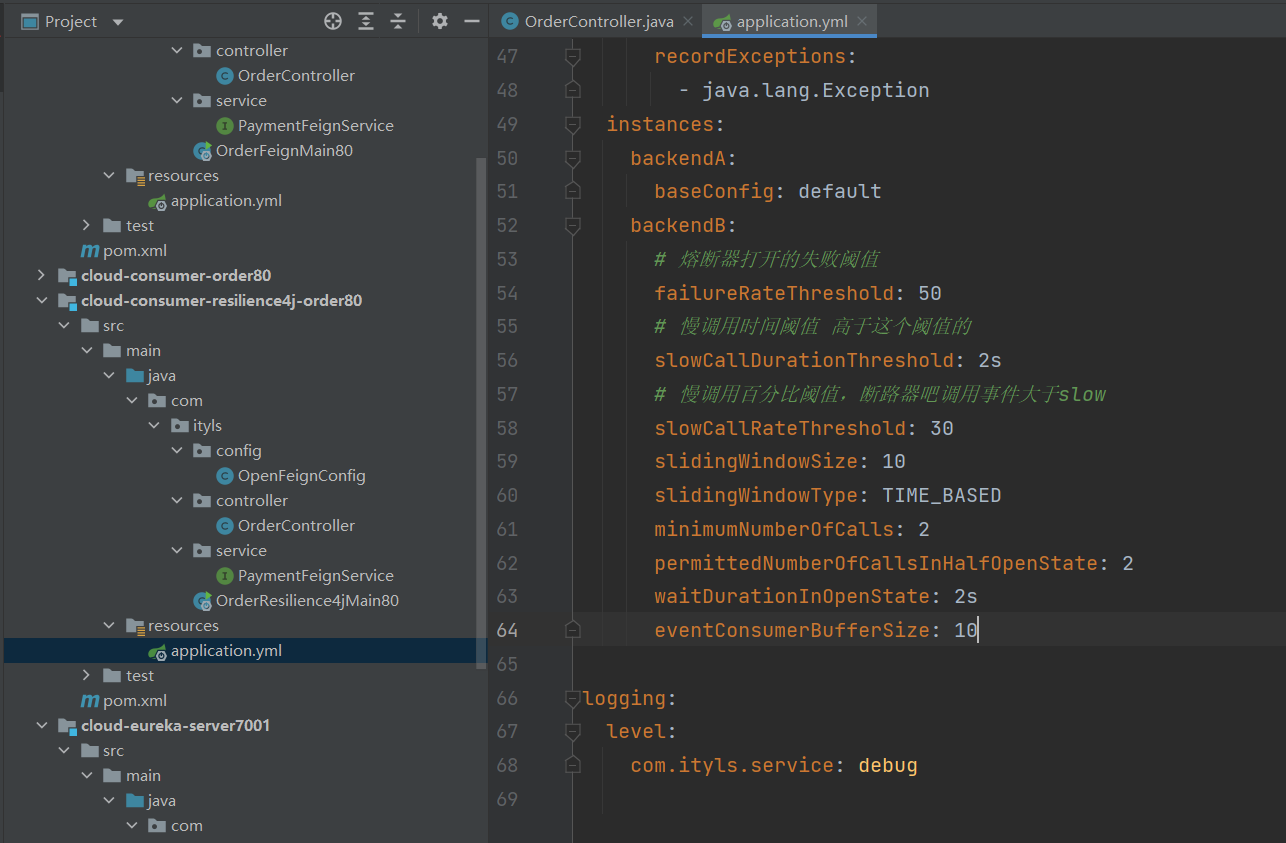 Project
controller
OrderController
service
PaymentFeignService
OrderFeignMain80
resources
application.yml
test
pom.xml
cloud-consumer-order80
cloud-consumer-resilience4j-order80
src
main
java
com
ityls
config
OpenFeignConfig
controller
OrderController
service
PaymentFeignService
OrderResilience4jMain80
resources
application.yml
test
pom.xml
cloud-eureka-server7001
src
main
java
com
OrderController.java application.yml
47 recordExceptions:
48 - java.lang.Exception
49 instances:
50 backendA:
51 baseConfig: default
52 backendB:
53 # 熔断器打开的失败阈值
54 failureRateThreshold: 50
55 # 慢调用时间阈值 高于这个阈值的
56 slowCallDurationThreshold: 2s
57 # 慢调用百分比阈值，断路器吧调用事件大于slow
58 slowCallRateThreshold: 30
59 slidingWindowSize: 10
60 slidingWindowType: TIME_BASED
61 minimumNumberOfCalls: 2
62 permittedNumberOfCallsInHalfOpenState: 2
63 waitDurationInOpenState: 2s
64 eventConsumerBufferSize: 10
65
66 logging:
67 level:
68 com.ityls.service: debug
69